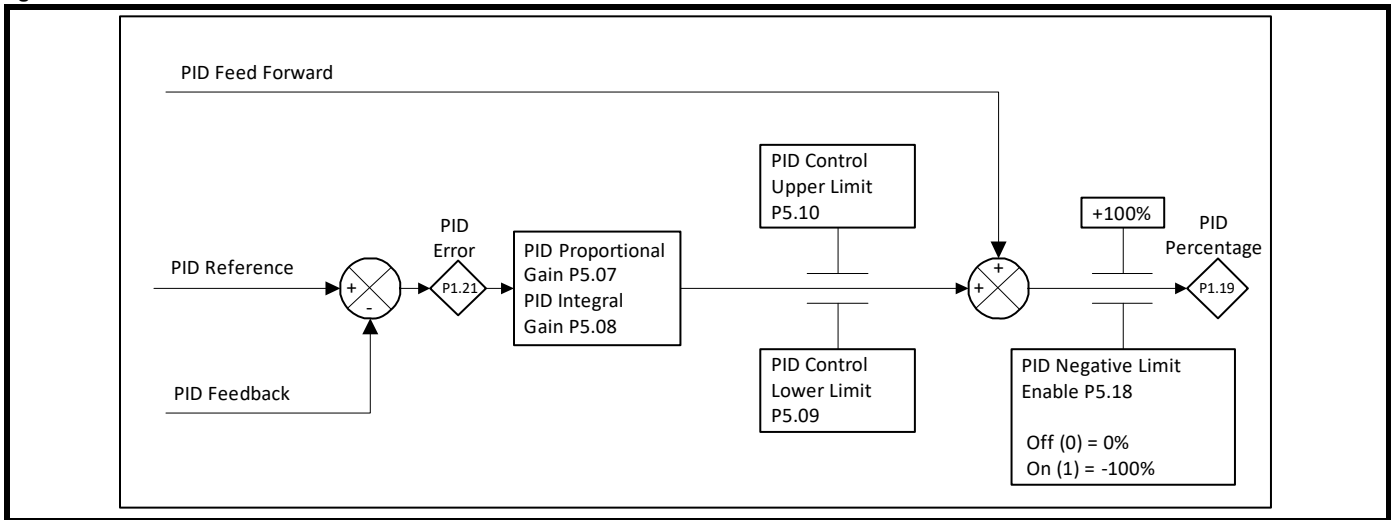 PID Feed Forward
PID Control
Upper Limit
P5.10
+100%
PID
Percentage
PID
Error
PID Reference
+
-
P1.21
PID Proportional
Gain P5.07
PID Integral
Gain P5.08
+
+
P1.19
PID Feedback
PID Control
Lower Limit
P5.09
PID Negative Limit
Enable P5.18
Off (0) = 0%
On (1) = -100%